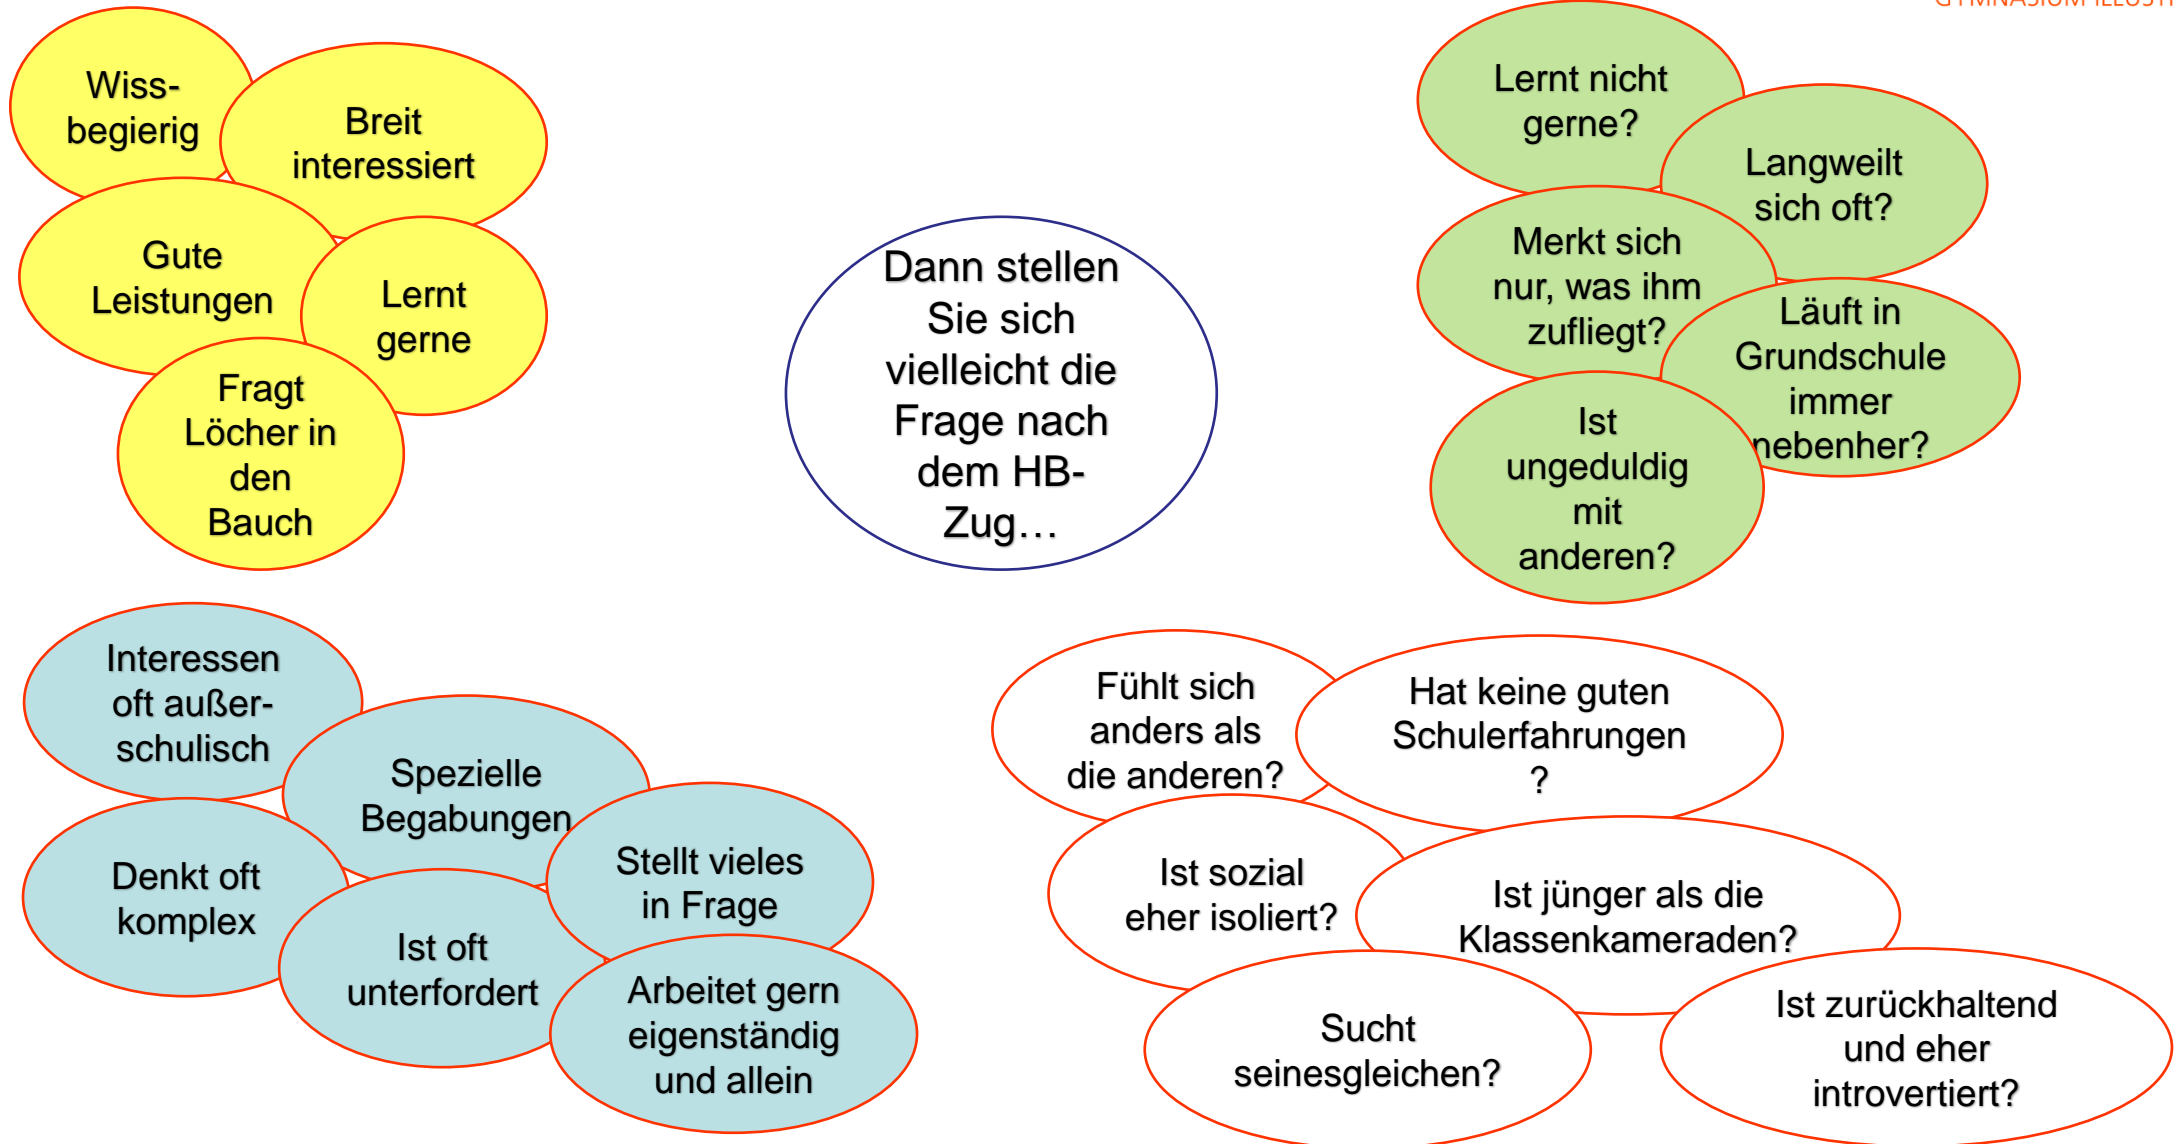 Wiss-
begierig
Breit
interessiert
Gute
Leistungen
Lernt
gerne
Fragt
Löcher in
den
Bauch
Dann stellen
Sie sich
vielleicht die
Frage nach
dem HB-
Zug…
Lernt nicht
gerne?
Langweilt
sich oft?
Merkt sich
nur, was ihm
zufliegt?
Läuft in
Grundschule
immer
nebenher?
Ist
ungeduldig
mit
anderen?
Interessen
oft außer-
schulisch
Spezielle
Begabungen
Denkt oft
komplex
Stellt vieles
in Frage
Ist oft
unterfordert
Arbeitet gern
eigenständig
und allein
Fühlt sich
anders als
die anderen?
Hat keine guten
Schulerfahrungen
?
Ist sozial
eher isoliert?
Ist jünger als die
Klassenkameraden?
Sucht
seinesgleichen?
Ist zurückhaltend
und eher
introvertiert?